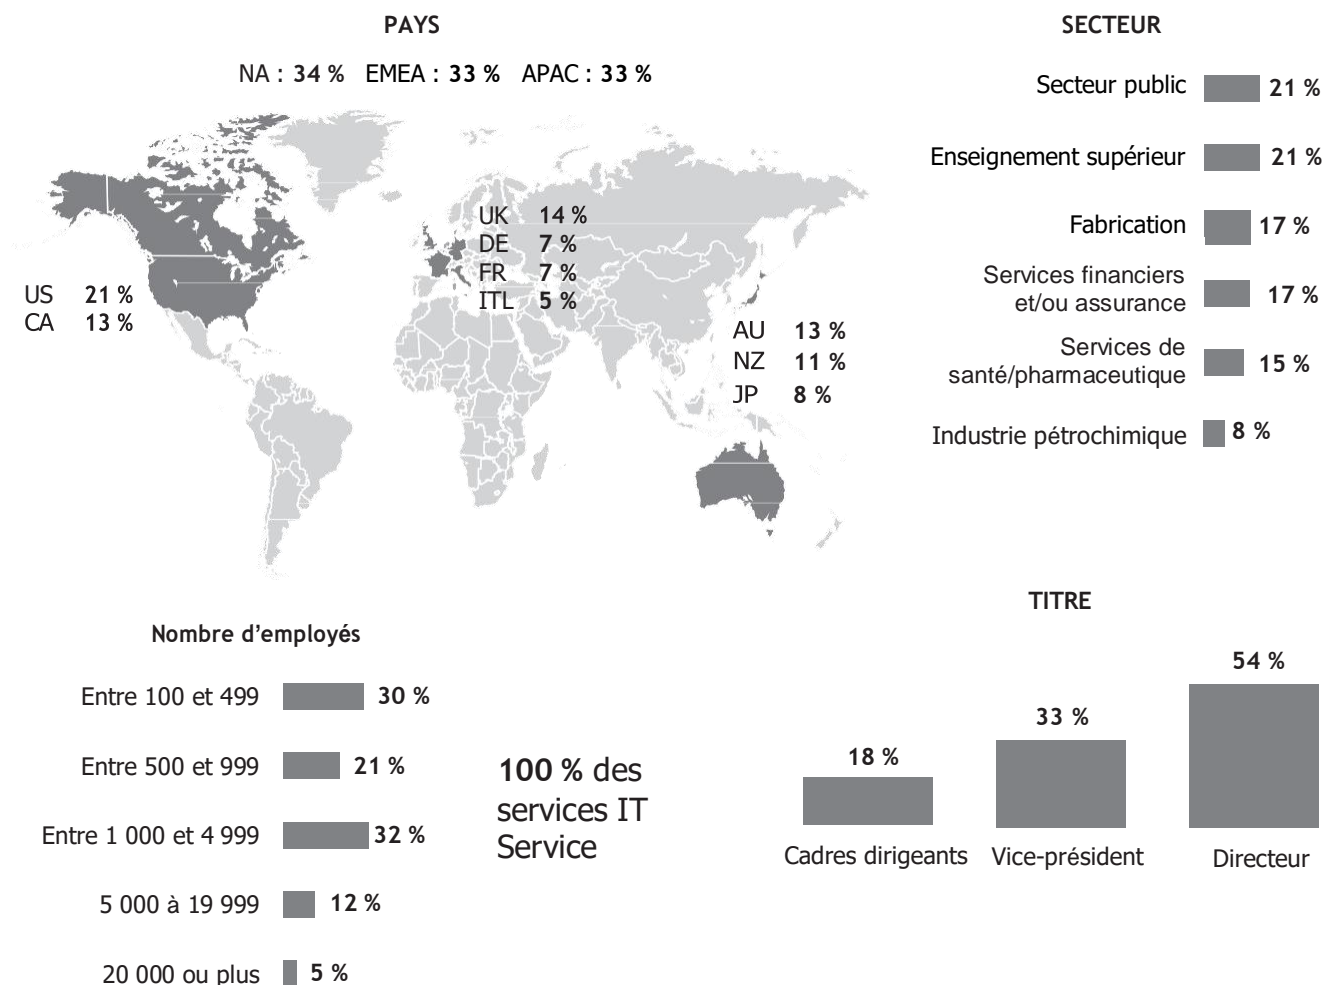 PAYS
NA : 34 % EMEA : 33 % APAC : 33 %
US 21 %
CA 13 %
UK 14 %
DE 7 %
FR 7 %
ITL 5 %
AU 13 %
NZ 11 %
JP 8 %
SECTEUR
Secteur public 21 %
Enseignement supérieur 21 %
Fabrication 17 %
Services financiers
et/ou assurance 17 %
Services de
santé/pharmaceutique 15 %
Industrie pétrochimique 8 %
Nombre d’employés
Entre 100 et 499 30 %
Entre 500 et 999 21 %
Entre 1 000 et 4 999 32 %
5 000 à 19 999 12 %
20 000 ou plus 5 %
100 % des
services IT
Service
TITRE
18 % 33 % 54 %
Cadres dirigeants Vice-président Directeur